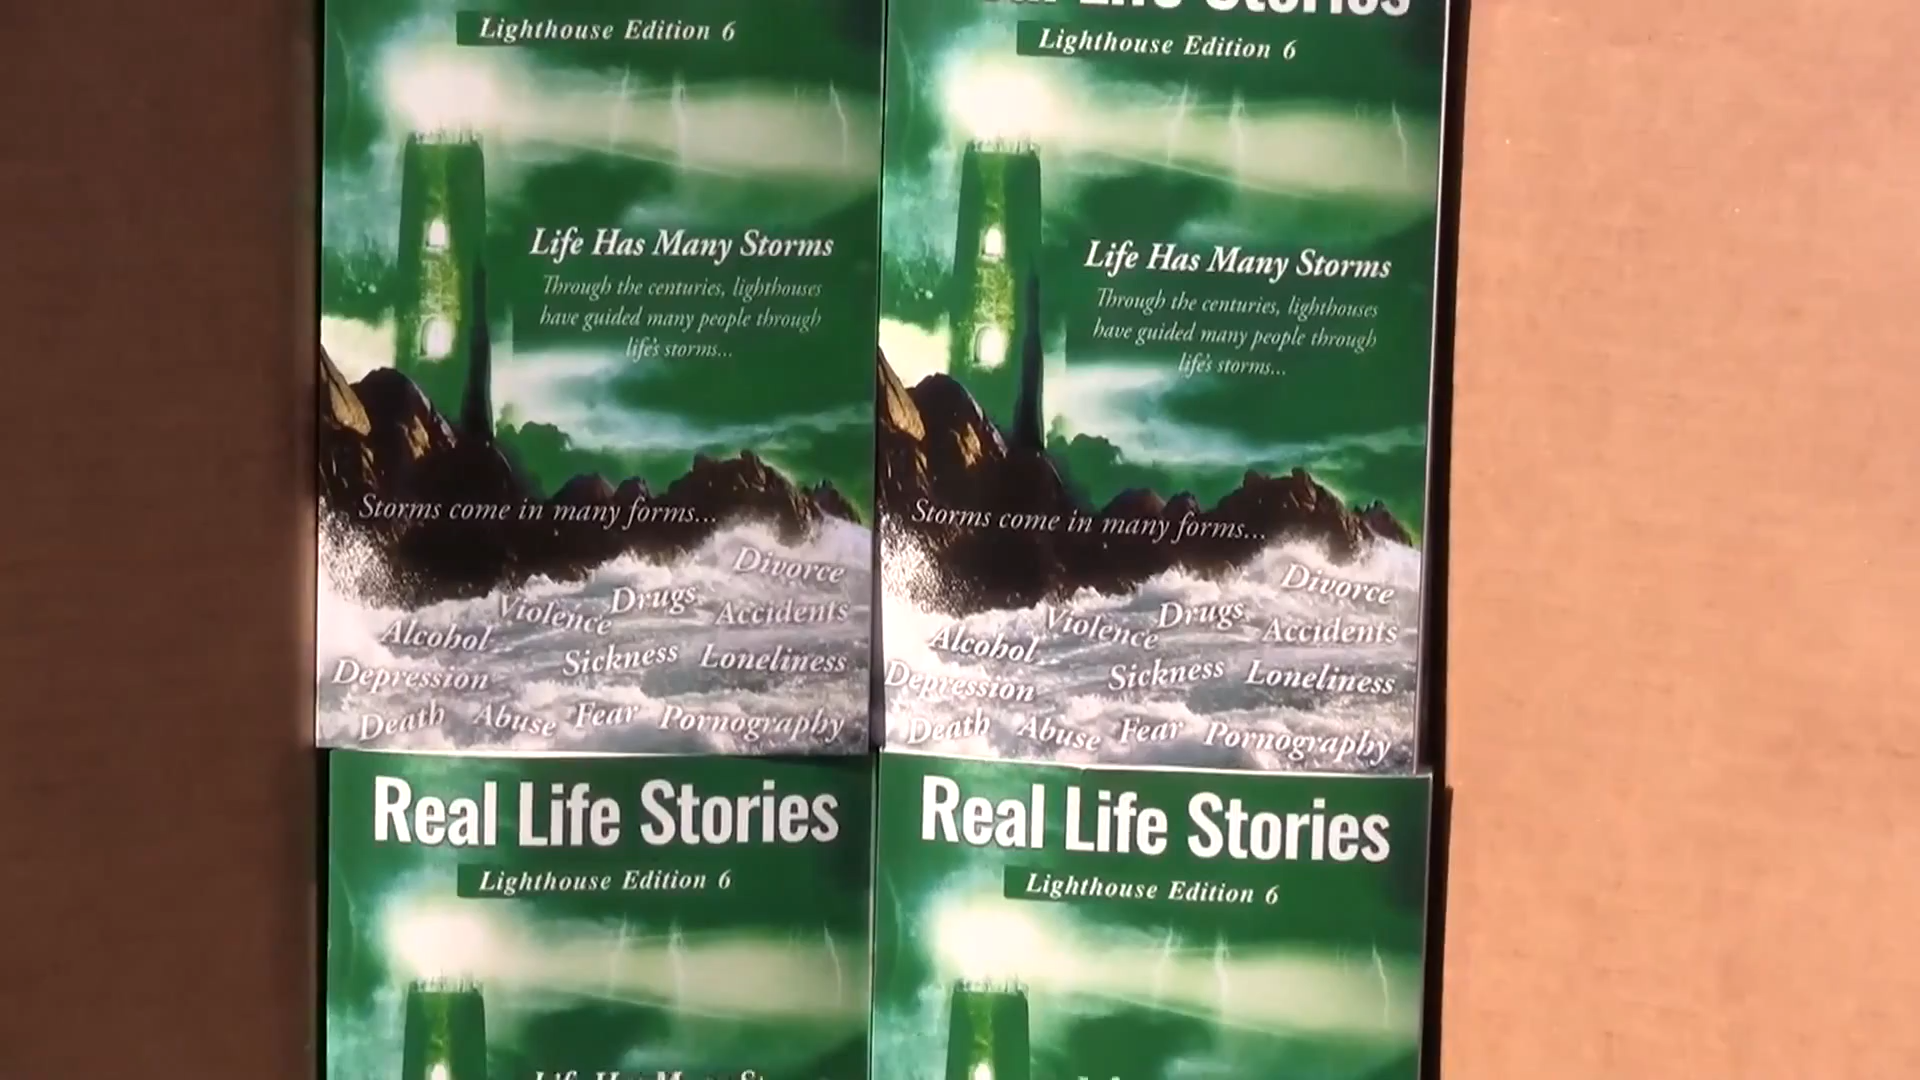 Lighthouse Edition 6
Life Has Many Storms
Through the centuries, lighthouses
have guided many people through
life's storms...
Storms come in many forms...
Divorce
Violence Drugs Accidents
Alcohol
Sickness Loneliness
Depression
Death Abuse Fear Pornography
Life Stories
Lighthouse Edition 6
Life Has Many Storms
Through the centuries, lighthouses
have guided many people through
life's storms...
Storms come in many forms...
Divorce
Violence Drugs Accidents
Alcohol
Sickness Loneliness
Depression
Death Abuse Fear Pornography
Real Life Stories
Lighthouse Edition 6
Real Life Stories
Lighthouse Edition 6